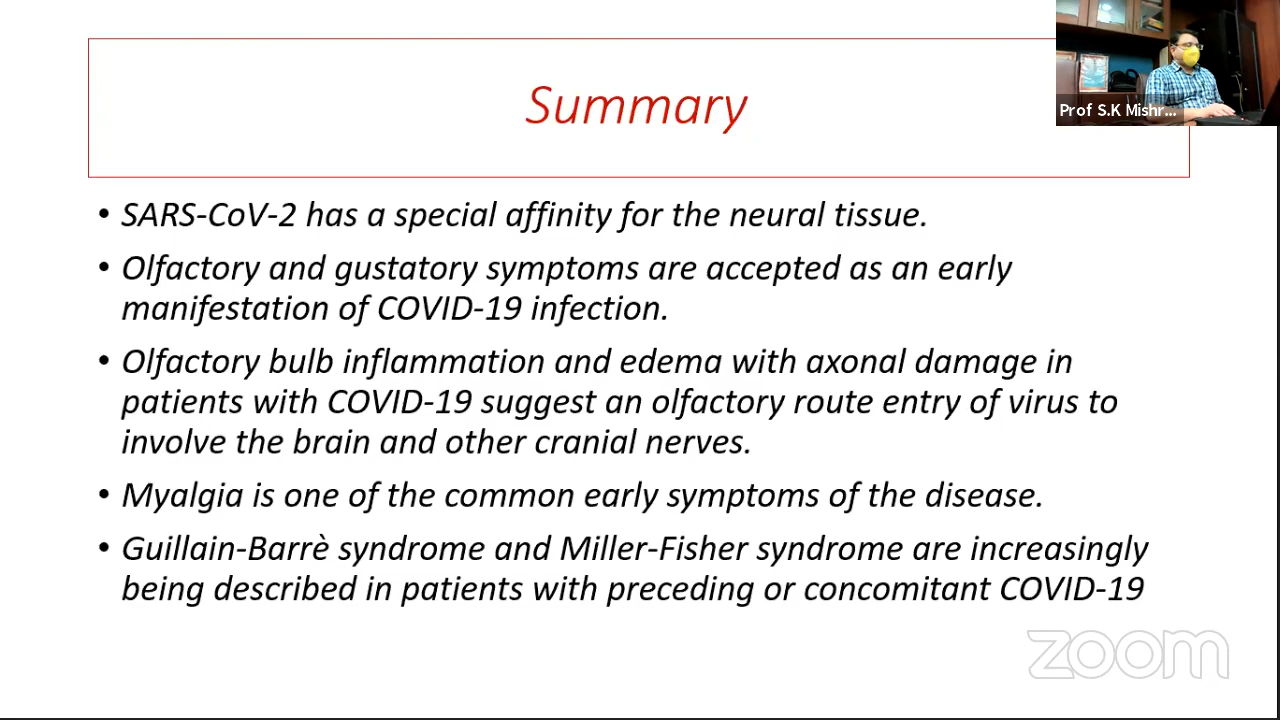 Summary
Prof S.K Mishr...
• SARS-CoV-2 has a special affinity for the neural tissue.
• Olfactory and gustatory symptoms are accepted as an early
manifestation of COVID-19 infection.
• Olfactory bulb inflammation and edema with axonal damage in
patients with COVID-19 suggest an olfactory route entry of virus to
involve the brain and other cranial nerves.
• Myalgia is one of the common early symptoms of the disease.
• Guillain-Barrè syndrome and Miller-Fisher syndrome are increasingly
being described in patients with preceding or concomitant COVID-19
zoom